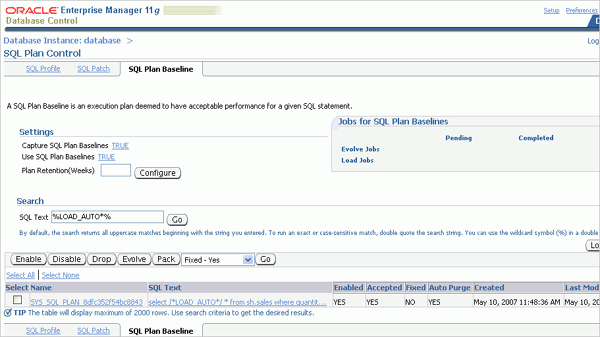 ORACLE Enterprise Manager 11g
Database Control
Setup Preferences
Database Instance: database >
SQL Plan Control
SQL Profile SQL Patch SQL Plan Baseline
A SQL Plan Baseline is an execution plan deemed to have acceptable performance for a given SQL statement.
Settings
Capture SQL Plan Baselines TRUE
Use SQL Plan Baselines TRUE
Plan Retention(Weeks) Configure
Jobs for SQL Plan Baselines
Pending Completed
Evolve Jobs
Load Jobs
Search
SQL Text %LOAD_AUTO*% Go
By default, the search returns all uppercase matches beginning with the string you entered. To run an exact or case-sensitive match, double quote the search string. You can use the wildcard symbol (%) in a double
Enable Disable Drop Evolve Pack Fixed - Yes Go
Select All | Select None
Select Name SQL Text Enabled Accepted Fixed Auto Purge Created Last Mod
SYS_SQL_PLAN_8dfc352f54bc8843 select /*LOAD_AUTO*/ * from sh.sales where quantit... YES YES NO YES May 10, 2007 11:48:36 AM May 10, 2
TIP The table will display maximum of 2000 rows. Use search criteria to get the desired results.
SQL Profile SQL Patch SQL Plan Baseline